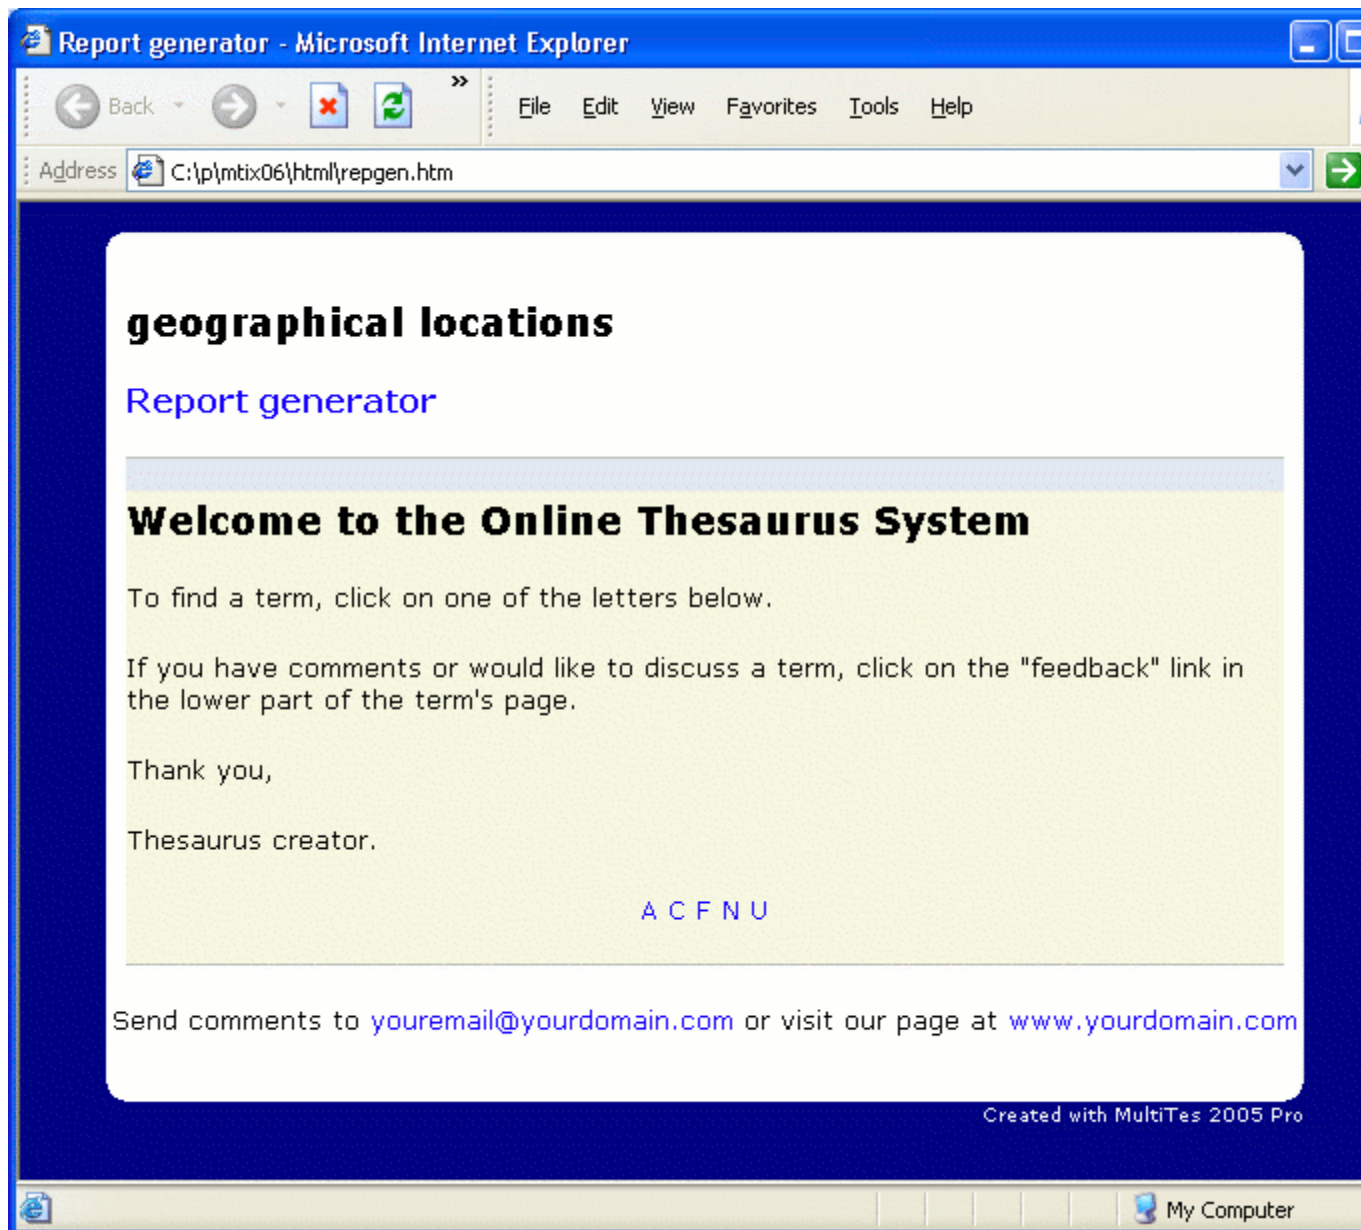 Report generator - Microsoft Internet Explorer
Back » File Edit View Favorites Tools Help
Address C:\p\mtix06\html\repgen.htm
geographical locations
Report generator
Welcome to the Online Thesaurus System
To find a term, click on one of the letters below.
If you have comments or would like to discuss a term, click on the "feedback" link in
the lower part of the term's page.
Thank you,
Thesaurus creator.
A C F N U
Send comments to youremail@yourdomain.com or visit our page at www.yourdomain.com
Created with MultiTes 2005 Pro
My Computer